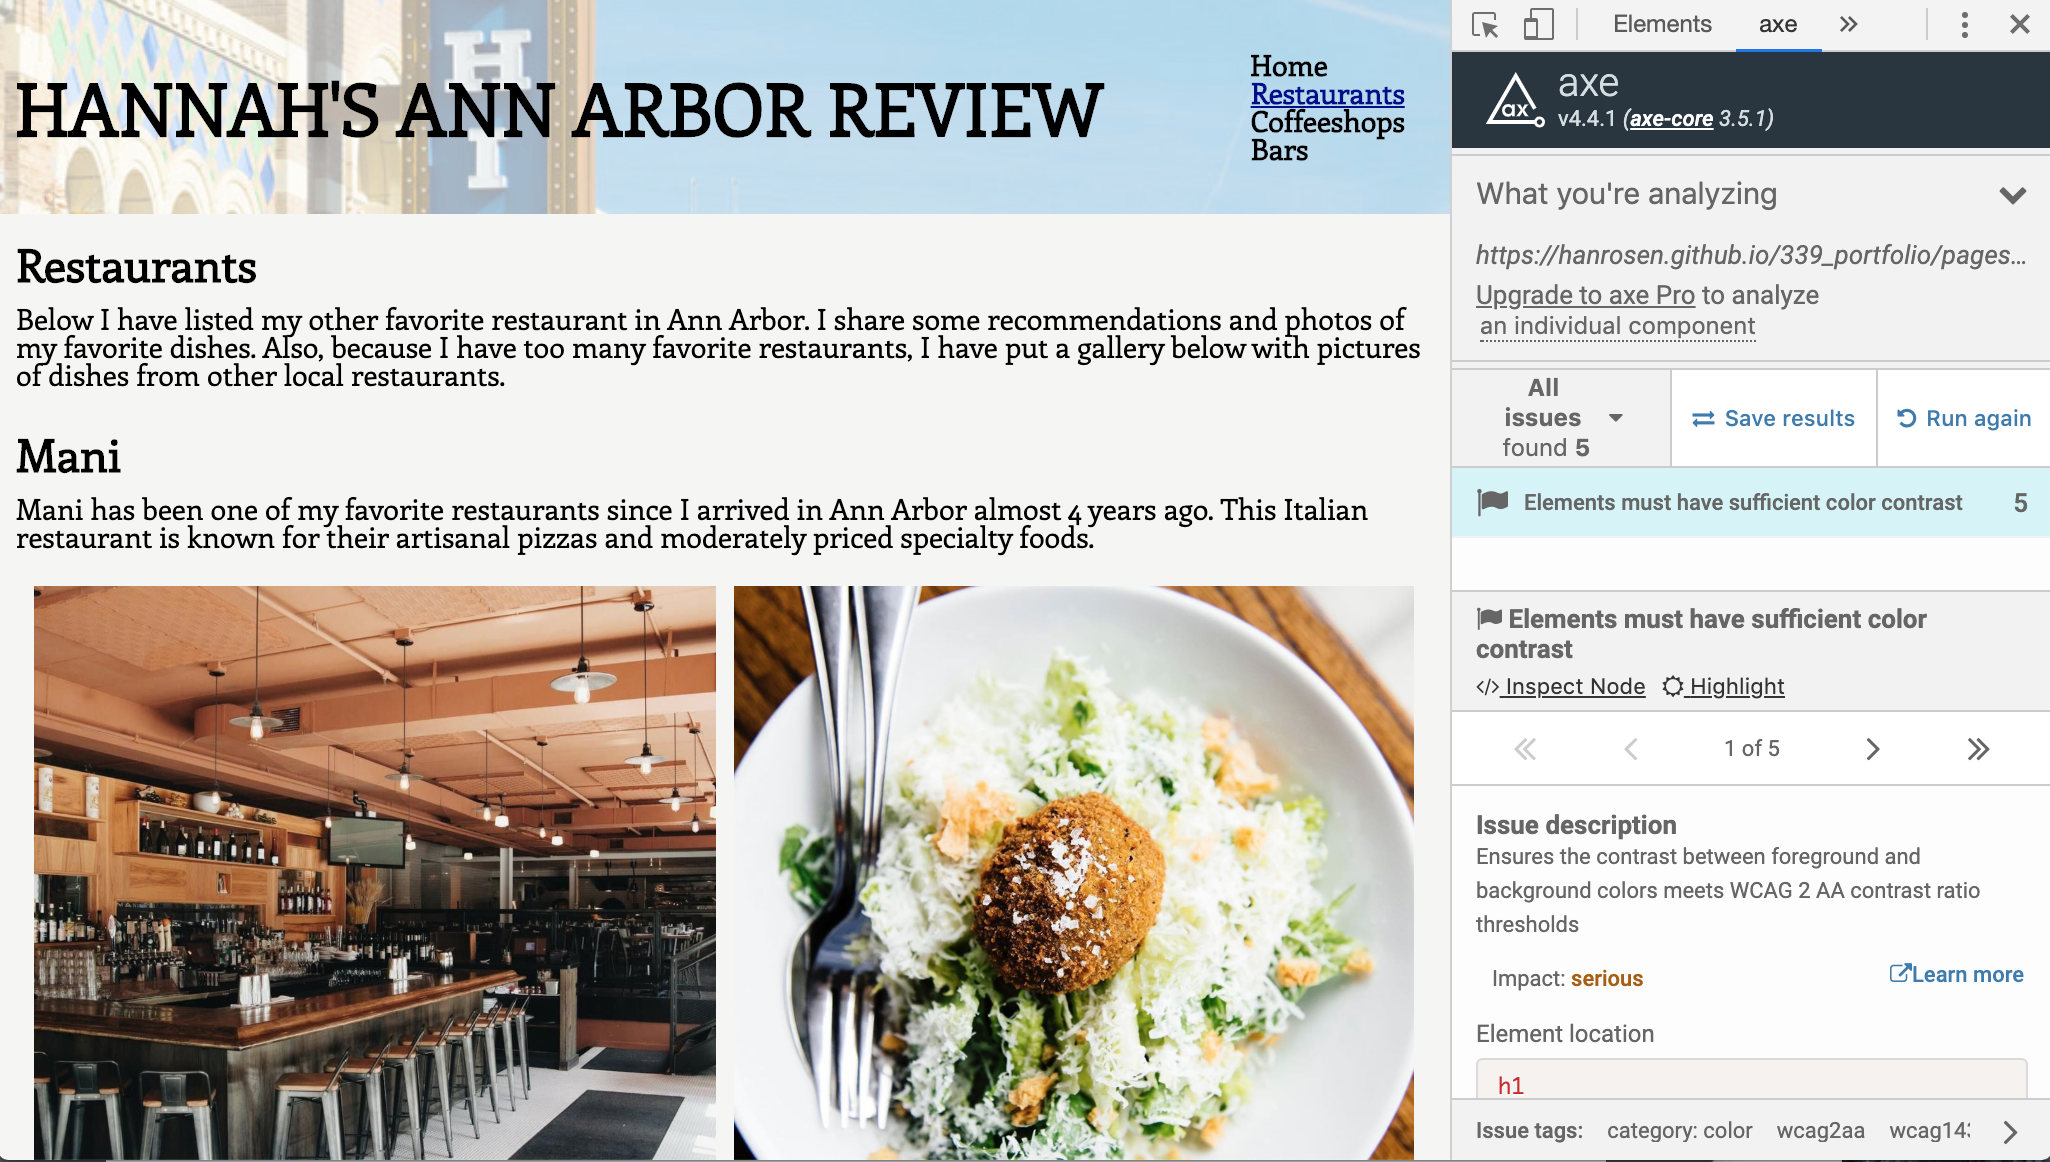 H
I
HANNAH'S ANN ARBOR REVIEW
Home
Restaurants
Coffeeshops
Bars
Restaurants
Below I have listed my other favorite restaurant in Ann Arbor. I share some recommendations and photos of
my favorite dishes. Also, because I have too many favorite restaurants, I have put a gallery below with pictures
of dishes from other local restaurants.
Mani
Mani has been one of my favorite restaurants since I arrived in Ann Arbor almost 4 years ago. This Italian
restaurant is known for their artisanal pizzas and moderately priced specialty foods.
Elements axe »
ax
axe
v4.4.1 (axe-core 3.5.1)
What you're analyzing
https://hanrosen.github.io/339_portfolio/pages...
Upgrade to axe Pro to analyze
an individual component
All
issues
found 5
Save results
Run again
Elements must have sufficient color contrast 5
Elements must have sufficient color
contrast
</> Inspect Node Highlight
1 of 5
Issue description
Ensures the contrast between foreground and
background colors meets WCAG 2 AA contrast ratio
thresholds
Impact: serious
Learn more
Element location
h1
Issue tags: category: color wcag2aa wcag143